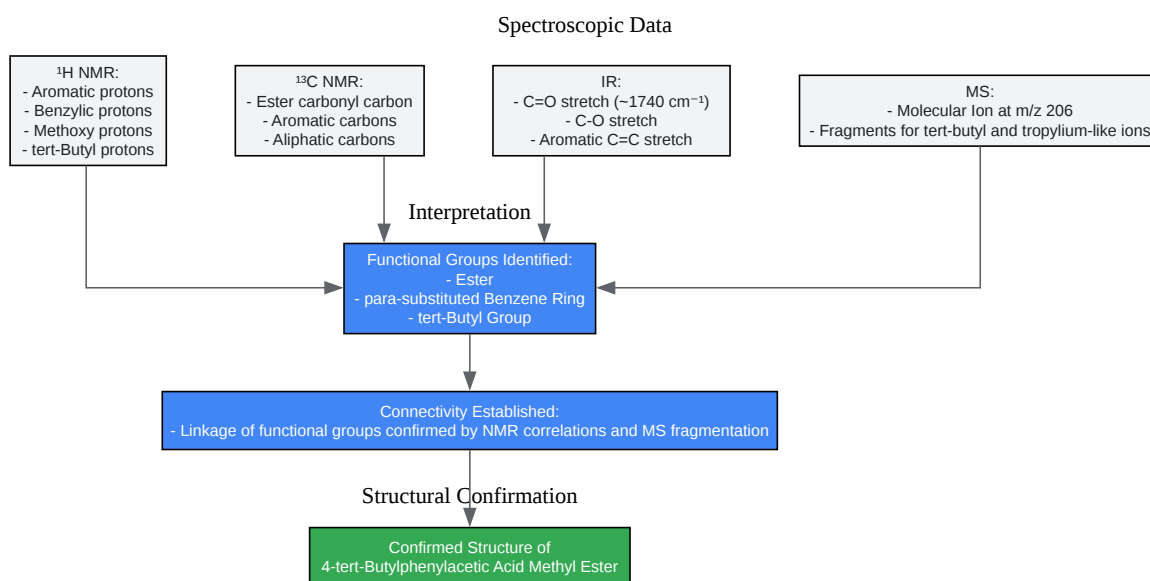 Spectroscopic Data
¹H NMR:
- Aromatic protons
- Benzylic protons
- Methoxy protons
- tert-Butyl protons
¹³C NMR:
- Ester carbonyl carbon
- Aromatic carbons
- Aliphatic carbons
IR:
- C=O stretch (~1740 cm⁻¹)
- C-O stretch
- Aromatic C=C stretch
MS:
- Molecular Ion at m/z 206
- Fragments for tert-butyl and tropylium-like ions
Interpretation
Functional Groups Identified:
- Ester
- para-substituted Benzene Ring
- tert-Butyl Group
Connectivity Established:
- Linkage of functional groups confirmed by NMR correlations and MS fragmentation
Structural Confirmation
Confirmed Structure of
4-tert-Butylphenylacetic Acid Methyl Ester